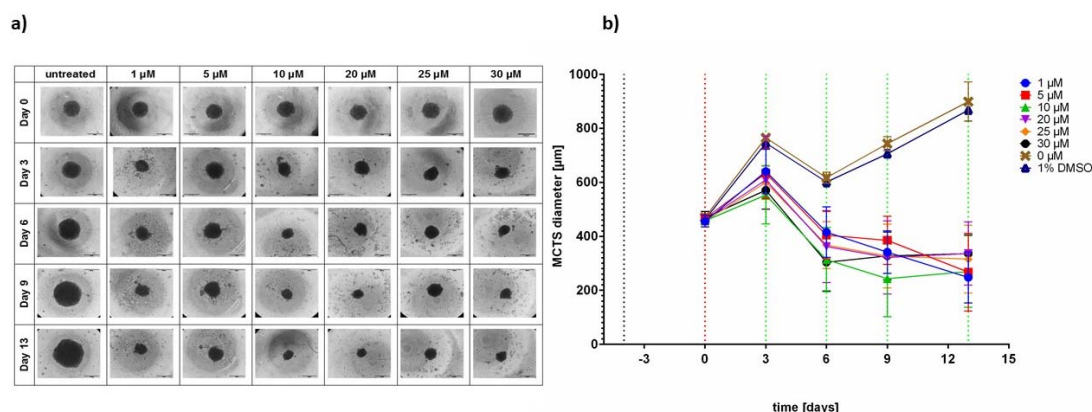 a)
untreated 1 µM 5 µM 10 µM 20 µM 25 µM 30 µM
Day 0
Day 3
Day 6
Day 9
Day 13
b)
1000
800
600
400
200
0
MCTS diameter [µm]
-3 0 3 6 9 12 15
time [days]
1 µM
5 µM
10 µM
20 µM
25 µM
30 µM
0 µM
1% DMSO